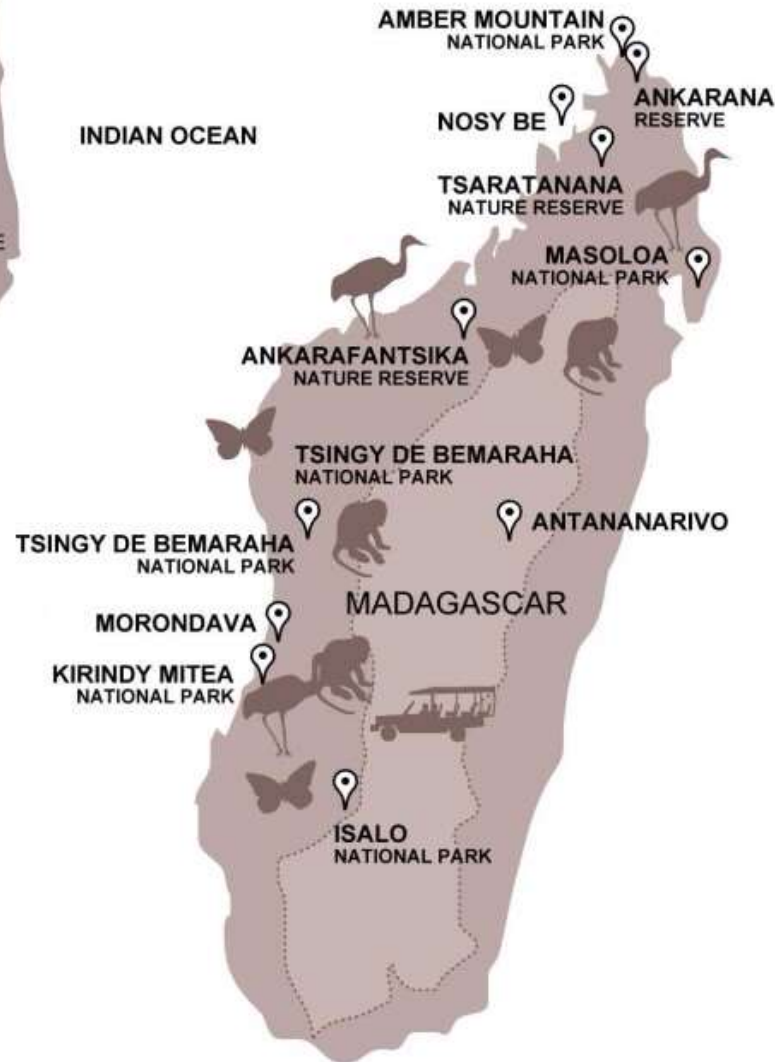 AMBER MOUNTAIN
NATIONAL PARK
ANKARANA
RESERVE
NOSY BE
INDIAN OCEAN
TSARATANANA
NATURE RESERVE
E
MASOLOA
NATIONAL PARK
ANKARAFANTSIKA
NATURE RESERVE
TSINGY DE BEMARAHA
NATIONAL PARK
ANTANANARIVO
TSINGY DE BEMARAHA
NATIONAL PARK
MADAGASCAR
MORONDAVA
KIRINDY MITEA
NATIONAL PARK
ISALO
NATIONAL PARK